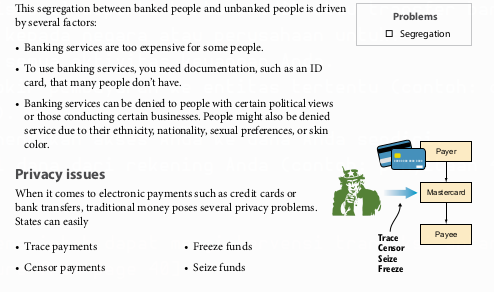 This segregation between banked people and unbanked people is driven
by several factors:
• Banking services are too expensive for some people.
• To use banking services, you need documentation, such as an ID
card, that many people don't have.
• Banking services can be denied to people with certain political views
or those conducting certain businesses. People might also be denied
service due to their ethnicity, nationality, sexual preferences, or skin
color.
Problems
Segregation
Privacy issues
When it comes to electronic payments such as credit cards or
bank transfers, traditional money poses several privacy problems.
States can easily
• Trace payments
• Censor payments
• Freeze funds
• Seize funds
Payer
Mastercard
Payee
Trace
Censor
Seize
Freeze